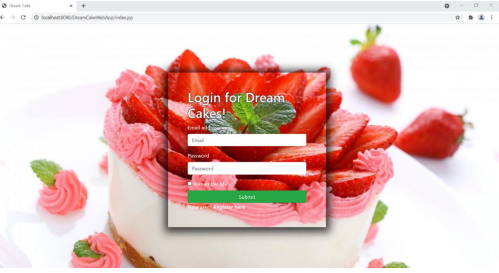 Dream Cake
localhost:8080/DreamCakeWebApp/index.jsp
Login for Dream
Cakes!
Email address
Email
Password
Password
Remember Me
Submit
Register here